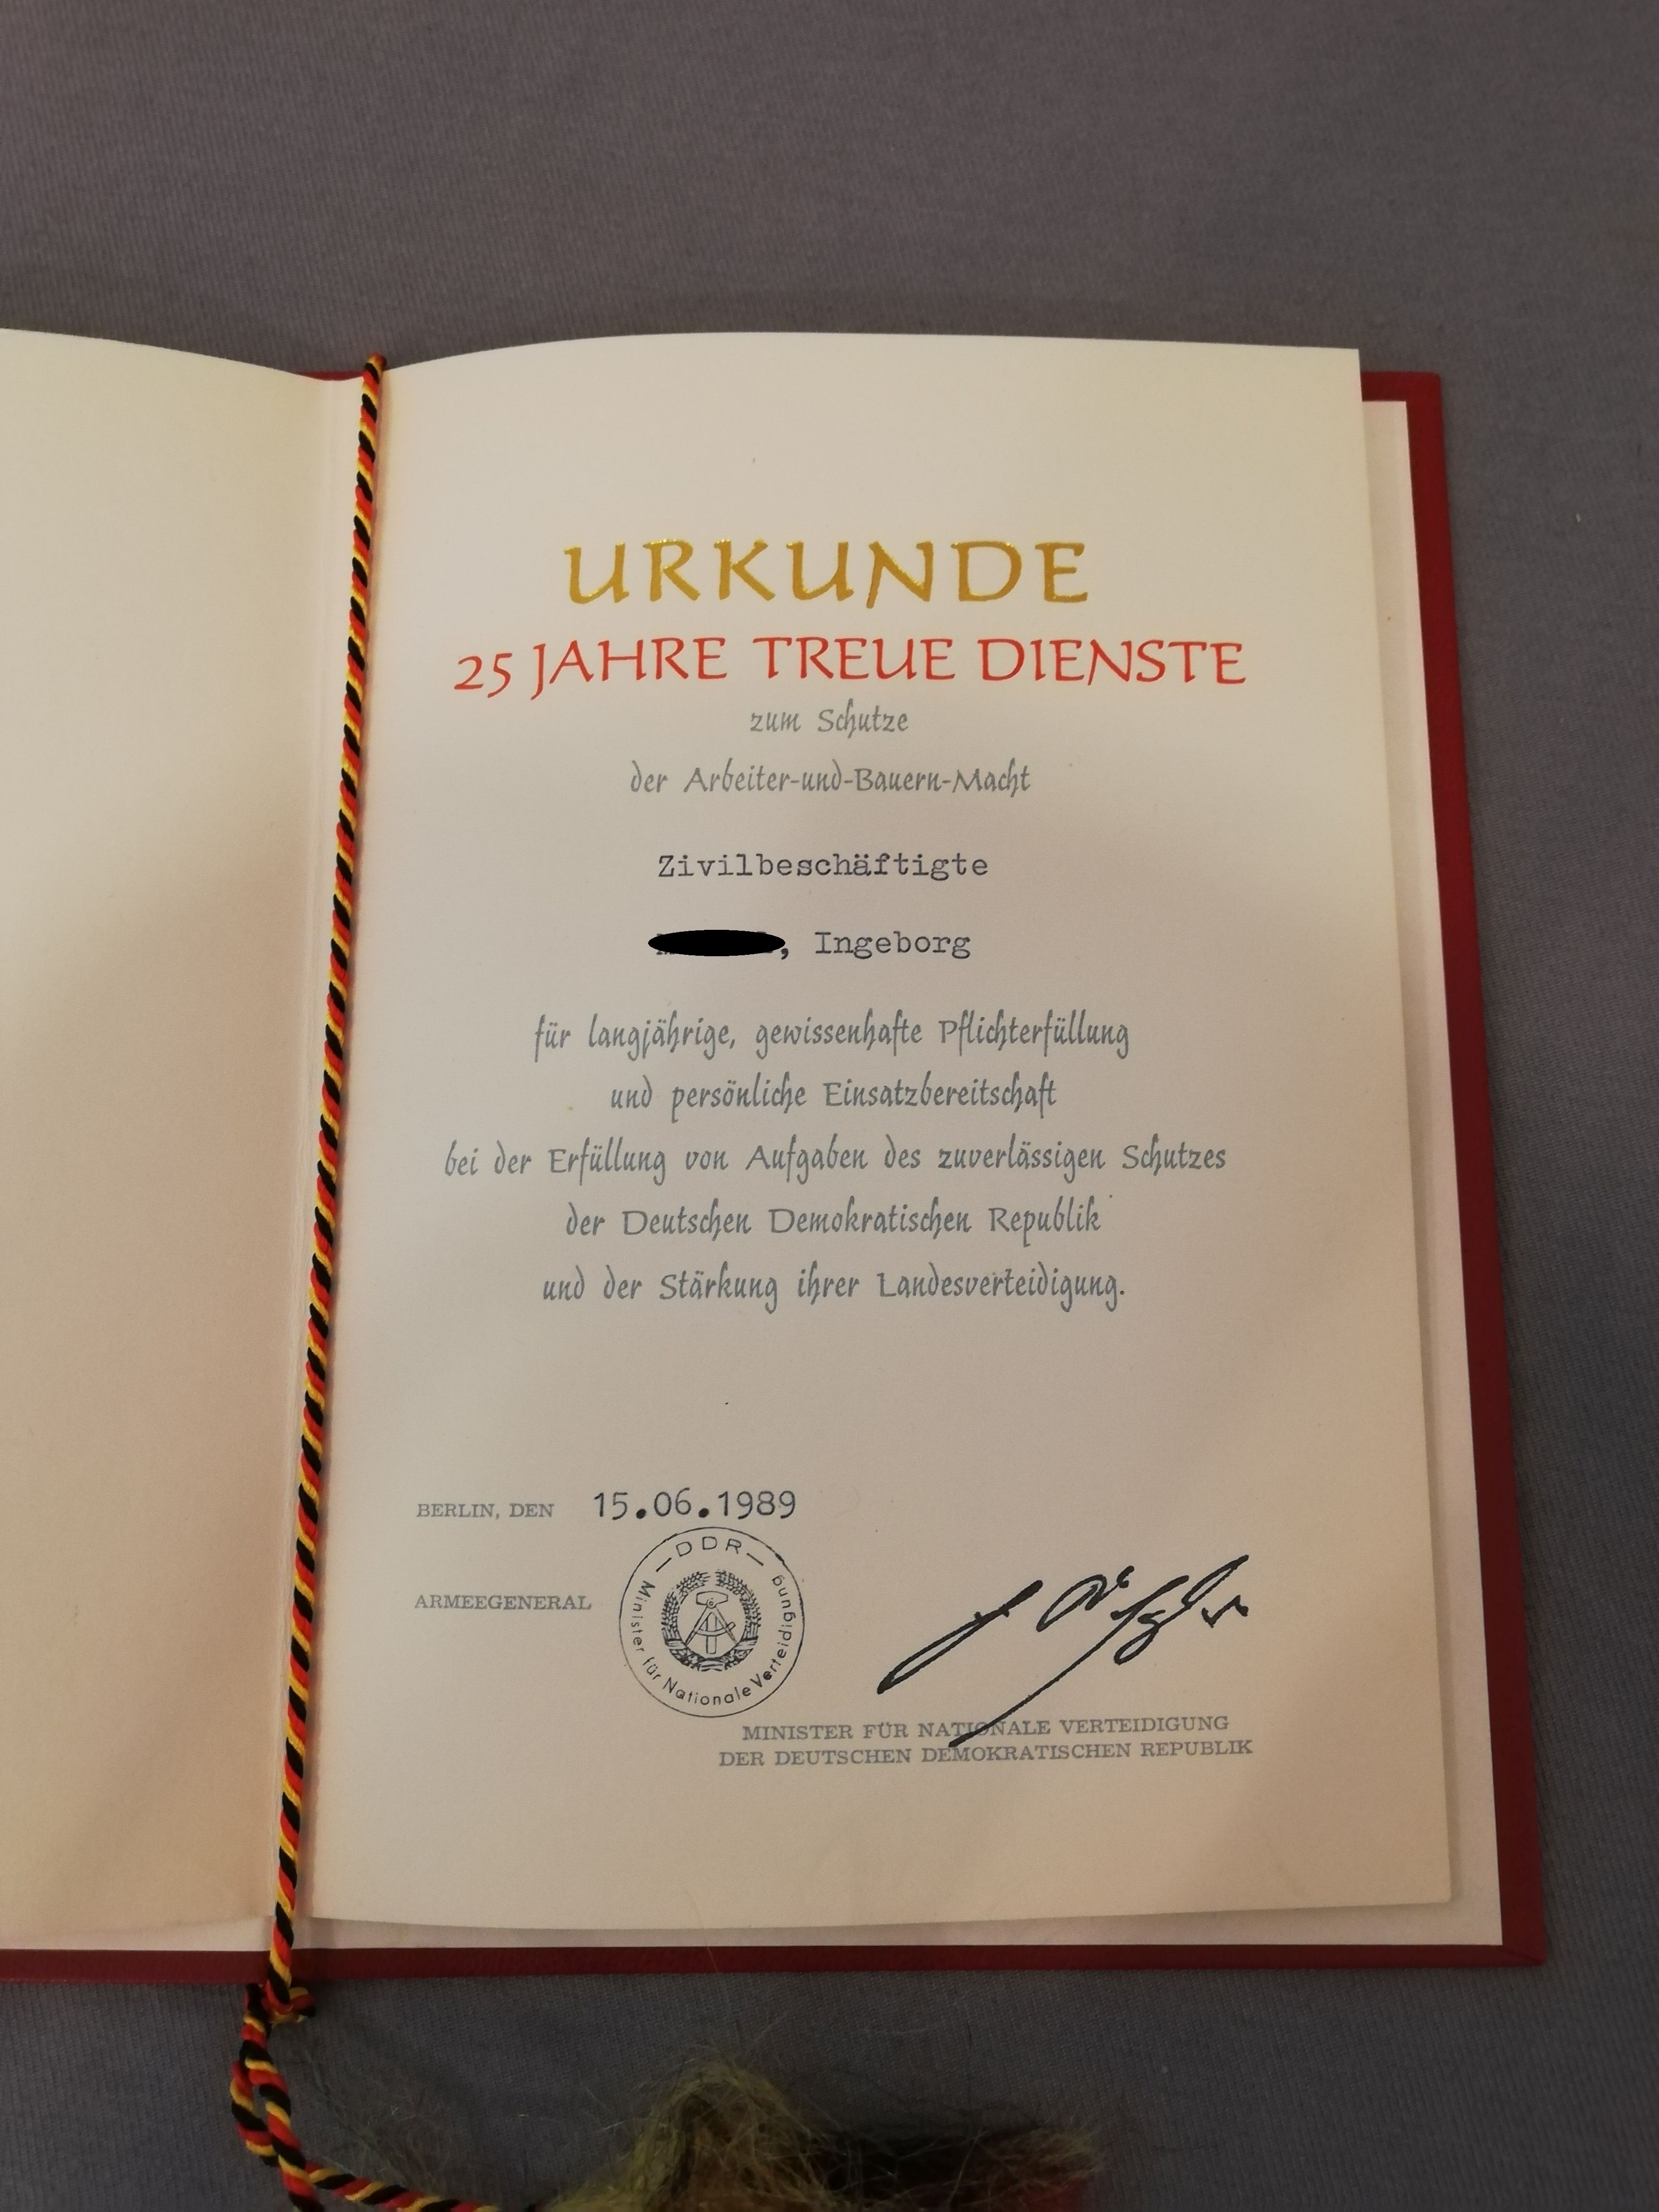 URKUNDE
25 JAHRE TREUE DIENSTE
zum Schutze
der Arbeiter-und-Bauern-Macht
Zivilbeschäftigte
, Ingeborg
für langjährige, gewissenhafte Pflichterfüllung
und persönliche Einsatzbereitschaft
bei der Erfüllung von Aufgaben des zuverlässigen Schutzes
der Deutschen Demokratischen Republik
und der Stärkung ihrer Landesverteidigung.
BERLIN, DEN 15.06.1989
DDR
Minister für Nationale Verteidigung
ARMEEGENERAL
MINISTER FÜR NATIONALE VERTEIDIGUNG
DER DEUTSCHEN DEMOKRATISCHEN REPUBLIK